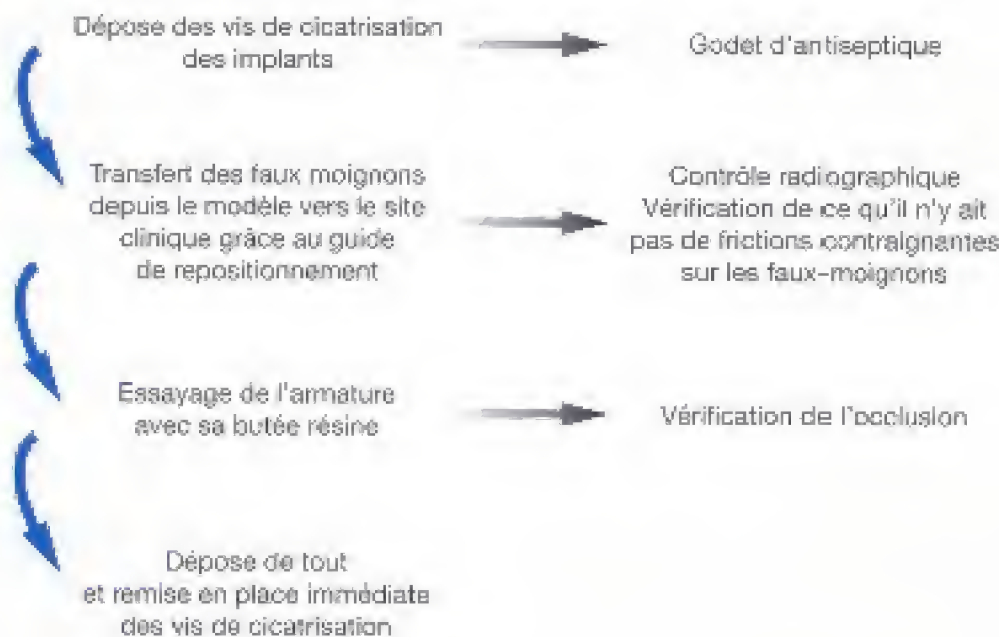 Dépose des vis de cicatrisation
des implants
Godet d'antiseptique
Transfert des faux moignons
depuis le modèle vers le site
clinique grâce au guide
de repositionnement
Contrôle radiographique
Vérification de ce qu'il n'y ait
pas de frictions contraignantes
sur les faux-moignons
Essayage de l'armature
avec sa butée résine
Vérification de l'occlusion
Dépose de tout
et remise en place immédiate
des vis de cicatrisation